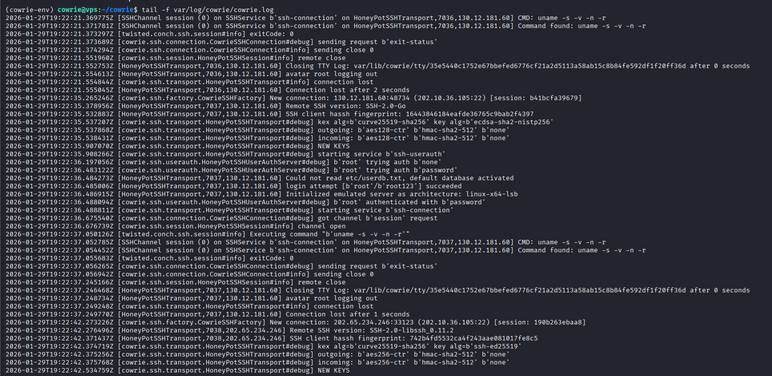 (cowrie-env) cowrie@vps:~/cowrie$ tail -f var/log/cowrie/cowrie.log
2026-01-29T19:22:21.369775Z [SSHChannel session (0) on SSHService b'ssh-connection' on HoneyPotSSHTransport,7036,130.12.181.60] CMD: uname -s -v -n -r
2026-01-29T19:22:21.371781Z [SSHChannel session (0) on SSHService b'ssh-connection' on HoneyPotSSHTransport,7036,130.12.181.60] Command found: uname -s -v -n -r
2026-01-29T19:22:21.373297Z [twisted.conch.ssh.session#info] exitCode: 0
2026-01-29T19:22:21.373689Z [cowrie.ssh.connection.CowrieSSHConnection#debug] sending request b'exit-status'
2026-01-29T19:22:21.374294Z [cowrie.ssh.connection.CowrieSSHConnection#info] sending close 0
2026-01-29T19:22:21.551960Z [cowrie.ssh.session.HoneyPotSSHSession#info] remote close
2026-01-29T19:22:21.552753Z [HoneyPotSSHTransport,7036,130.12.181.60] Closing TTY Log: var/lib/cowrie/tty/ after 0 seconds
2026-01-29T19:22:21.554613Z [HoneyPotSSHTransport,7036,130.12.181.60] avatar root logging out
2026-01-29T19:22:21.554844Z [cowrie.ssh.transport.HoneyPotSSHTransport#info] connection lost
2026-01-29T19:22:21.555045Z [HoneyPotSSHTransport,7036,130.12.181.60] Connection lost after 2 seconds
2026-01-29T19:22:35.265246Z [cowrie.ssh.factory.CowrieSSHFactory] New connection: 130.12.181.60:48734 (202.10.36.105:22) [session: b41bcfa39679]
2026-01-29T19:22:35.378956Z [HoneyPotSSHTransport,7037,130.12.181.60] Remote SSH version: SSH-2.0-Go
2026-01-29T19:22:35.532883Z [HoneyPotSSHTransport,7037,130.12.181.60] SSH client hassh fingerprint: 16443846184eafde36765c9bab2f4397
2026-01-29T19:22:35.537207Z [cowrie.ssh.transport.HoneyPotSSHTransport#debug] kex alg=b'curve25519-sha256' key alg=b'ecdsa-sha2-nistp256'
2026-01-29T19:22:35.537860Z [cowrie.ssh.transport.HoneyPotSSHTransport#debug] outgoing: b'aes128-ctr' b'hmac-sha2-512' b'none'
2026-01-29T19:22:35.538431Z [cowrie.ssh.transport.HoneyPotSSHTransport#debug] incoming: b'aes128-ctr' b'hmac-sha2-512' b'none'
2026-01-29T19:22:35.907070Z [cowrie.ssh.transport.HoneyPotSSHTransport#debug] NEW KEYS
2026-01-29T19:22:35.908266Z [cowrie.ssh.transport.HoneyPotSSHTransport#debug] starting service b'ssh-userauth'
2026-01-29T19:22:36.197056Z [cowrie.ssh.userauth.HoneyPotSSHUserAuthServer#debug] b'root' trying auth b'none'
2026-01-29T19:22:36.483122Z [cowrie.ssh.userauth.HoneyPotSSHUserAuthServer#debug] b'root' trying auth b'password'
2026-01-29T19:22:36.484273Z [HoneyPotSSHTransport,7037,130.12.181.60] Could not read etc/userdb.txt, default database activated
2026-01-29T19:22:36.485006Z [HoneyPotSSHTransport,7037,130.12.181.60] login attempt [b'root'/b'root123'] succeeded
2026-01-29T19:22:36.486915Z [HoneyPotSSHTransport,7037,130.12.181.60] Initialized emulated server as architecture: linux-x64-lsb
2026-01-29T19:22:36.488094Z [cowrie.ssh.userauth.HoneyPotSSHUserAuthServer#debug] b'root' authenticated with b'password'
2026-01-29T19:22:36.488811Z [cowrie.ssh.transport.HoneyPotSSHTransport#debug] starting service b'ssh-connection'
2026-01-29T19:22:36.675540Z [cowrie.ssh.connection.CowrieSSHConnection#debug] got channel b'session' request
2026-01-29T19:22:36.676739Z [cowrie.ssh.session.HoneyPotSSHSession#info] channel open
2026-01-29T19:22:37.050126Z [twisted.conch.ssh.session#info] Executing command "b'uname -s -v -n -r'"
2026-01-29T19:22:37.052785Z [SSHChannel session (0) on SSHService b'ssh-connection' on HoneyPotSSHTransport,7037,130.12.181.60] CMD: uname -s -v -n -r
2026-01-29T19:22:37.054452Z [SSHChannel session (0) on SSHService b'ssh-connection' on HoneyPotSSHTransport,7037,130.12.181.60] Command found: uname -s -v -n -r
2026-01-29T19:22:37.055683Z [twisted.conch.ssh.session#info] exitCode: 0
2026-01-29T19:22:37.056265Z [cowrie.ssh.connection.CowrieSSHConnection#debug] sending request b'exit-status'
2026-01-29T19:22:37.056942Z [cowrie.ssh.connection.CowrieSSHConnection#info] sending close 0
2026-01-29T19:22:37.245166Z [cowrie.ssh.session.HoneyPotSSHSession#info] remote close
2026-01-29T19:22:37.246468Z [HoneyPotSSHTransport,7037,130.12.181.60] Closing TTY Log: var/lib/cowrie/tty/ after 0 seconds
2026-01-29T19:22:37.248734Z [HoneyPotSSHTransport,7037,130.12.181.60] avatar root logging out
2026-01-29T19:22:37.249248Z [cowrie.ssh.transport.HoneyPotSSHTransport#info] connection lost
2026-01-29T19:22:37.249770Z [HoneyPotSSHTransport,7037,130.12.181.60] Connection lost after 1 seconds
2026-01-29T19:22:42.273226Z [cowrie.ssh.factory.CowrieSSHFactory] New connection: 202.65.234.246:33123 (202.10.36.105:22) [session: 190b263ebaa8]
2026-01-29T19:22:42.276496Z [HoneyPotSSHTransport,7038,202.65.234.246] Remote SSH version: SSH-2.0-libssh_0.11.2
2026-01-29T19:22:42.371437Z [HoneyPotSSHTransport,7038,202.65.234.246] SSH client hassh fingerprint: 742b4fd5532ca4f243aae081017fe8c5
2026-01-29T19:22:42.374719Z [cowrie.ssh.transport.HoneyPotSSHTransport#debug] kex alg=b'curve25519-sha256' key alg=b'ssh-ed25519'
2026-01-29T19:22:42.375256Z [cowrie.ssh.transport.HoneyPotSSHTransport#debug] outgoing: b'aes256-ctr' b'hmac-sha2-512' b'none'
2026-01-29T19:22:42.375768Z [cowrie.ssh.transport.HoneyPotSSHTransport#debug] incoming: b'aes256-ctr' b'hmac-sha2-512' b'none'
2026-01-29T19:22:42.534759Z [cowrie.ssh.transport.HoneyPotSSHTransport#debug] NEW KEYS